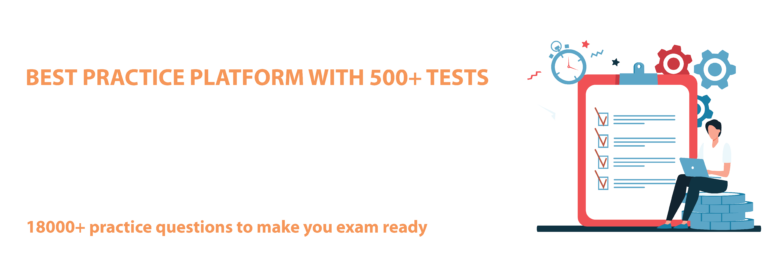 BEST PRACTICE PLATFORM WITH 500+ TESTS
18000+ practice questions to make you exam ready